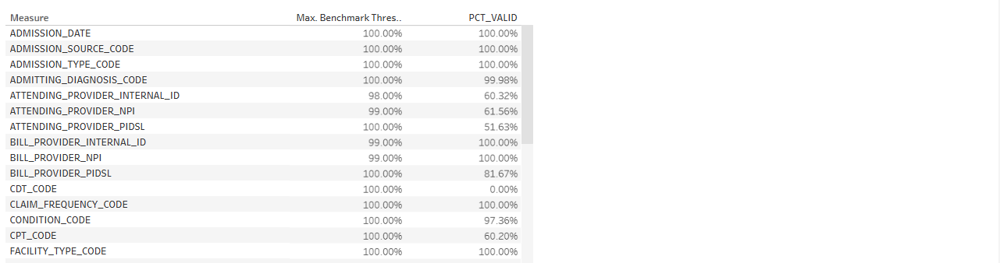 Measure Max. Benchmark Thres.. PCT_VALID
ADMISSION_DATE 100.00% 100.00%
ADMISSION_SOURCE_CODE 100.00% 100.00%
ADMISSION_TYPE_CODE 100.00% 100.00%
ADMITTING_DIAGNOSIS_CODE 100.00% 99.98%
ATTENDING_PROVIDER_INTERNAL_ID 98.00% 60.32%
ATTENDING_PROVIDER_NPI 99.00% 61.56%
ATTENDING_PROVIDER_PIDSL 100.00% 51.63%
BILL_PROVIDER_INTERNAL_ID 99.00% 100.00%
BILL_PROVIDER_NPI 99.00% 100.00%
BILL_PROVIDER_PIDSL 100.00% 81.67%
CDT_CODE 100.00% 0.00%
CLAIM_FREQUENCY_CODE 100.00% 100.00%
CONDITION_CODE 100.00% 97.36%
CPT_CODE 100.00% 60.20%
FACILITY_TYPE_CODE 100.00% 100.00%